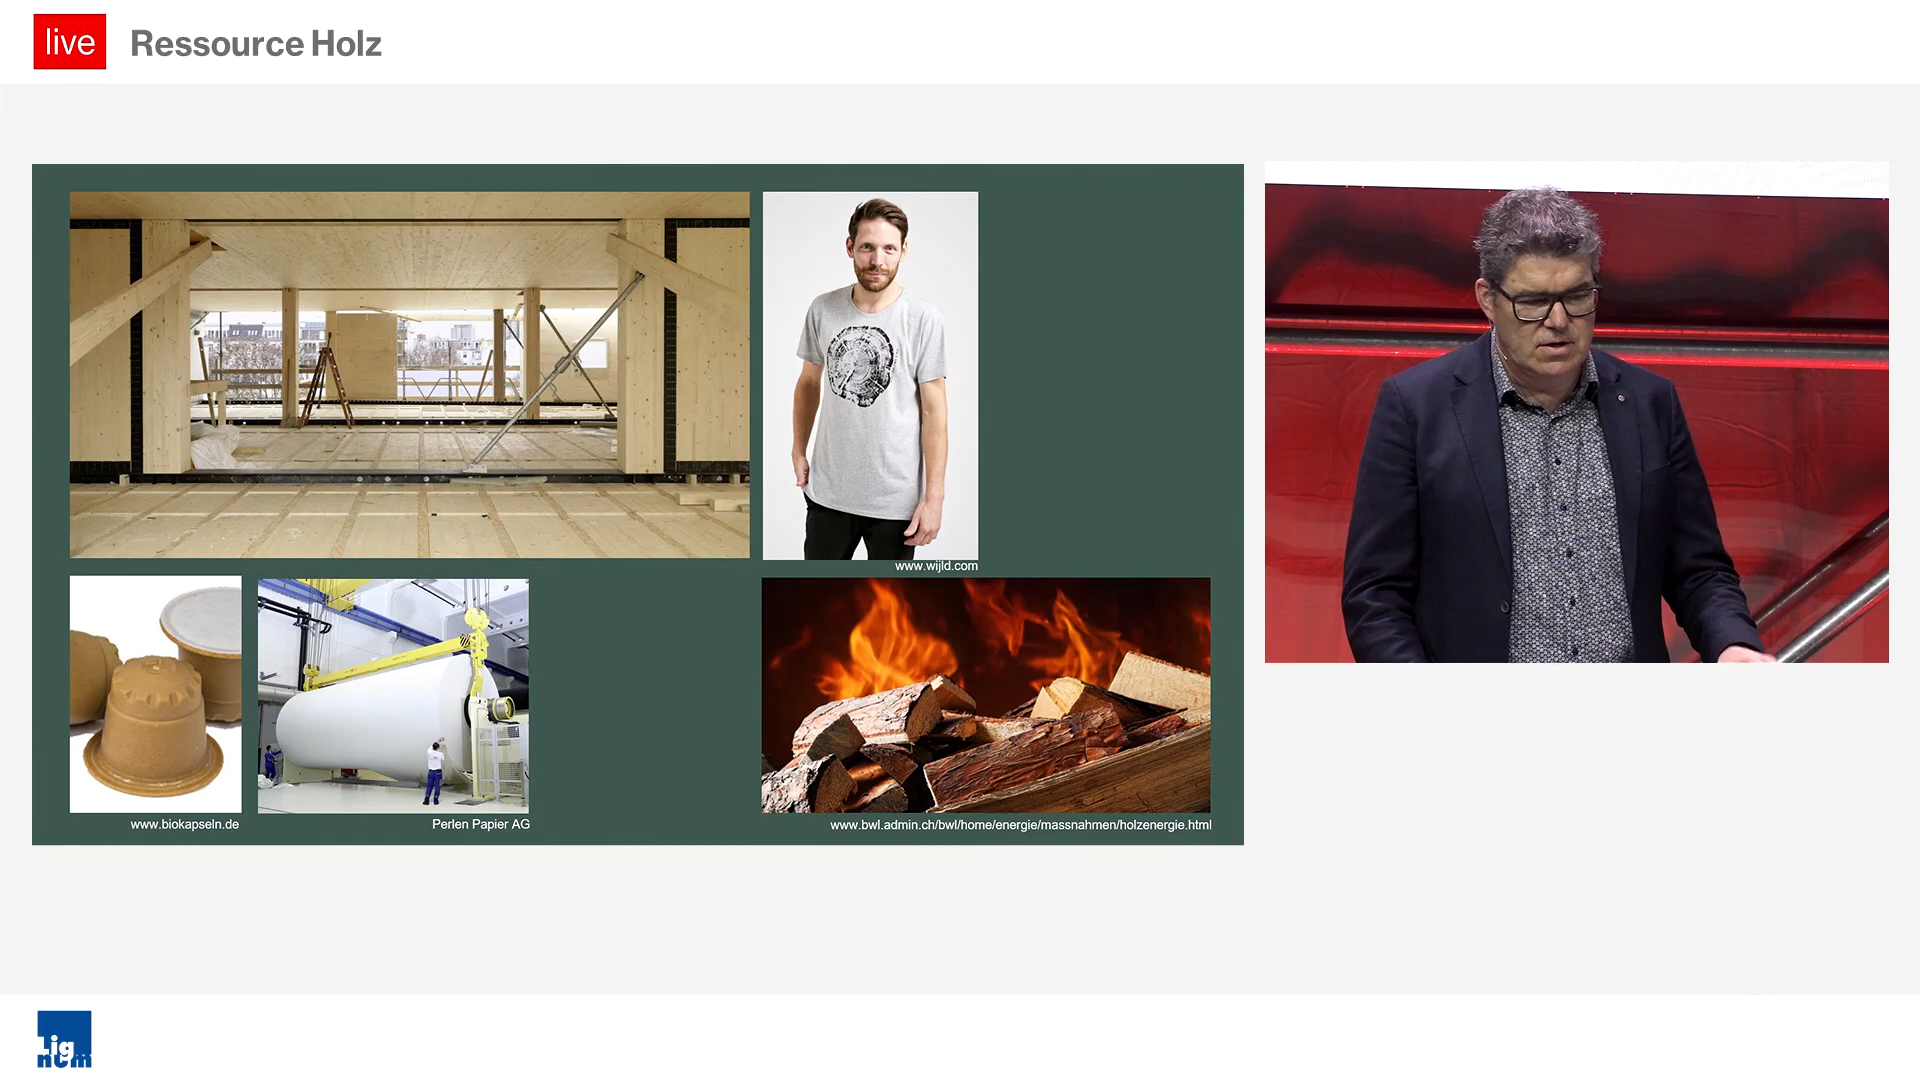 live
Ressource Holz
www.wijld.com
www.biokapseln.de
Perlen Papier AG
www.bwl.admin.ch/bwl/home/energie/massnahmen/holzenergie.html
Lignum